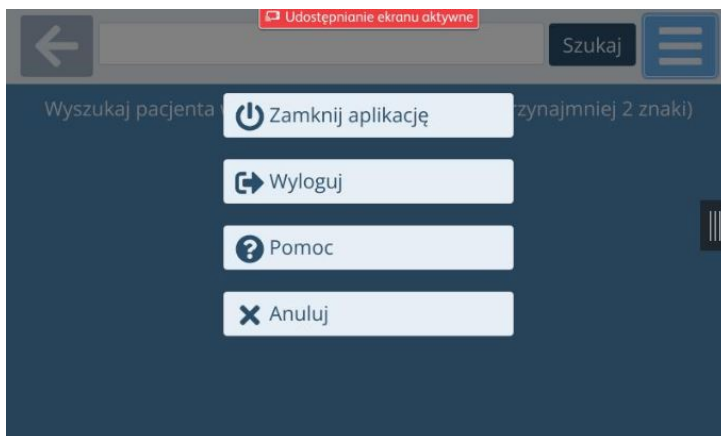 Udostępnianie ekranu aktywne
Szukaj
Wyszukaj pacjenta rzynajmniej 2 znaki)
Zamknij aplikację
Wyloguj
Pomoc
Anuluj